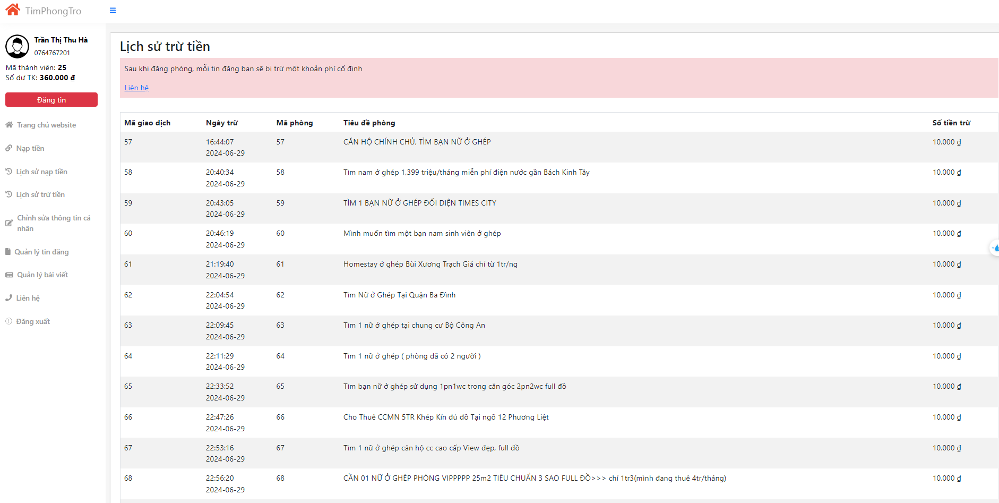 TimPhongTro
Trần Thị Thu Hà
0764767201
Mã thành viên: 25
Số dư TK: 360.000 ₫
Đăng tin
Trang chủ website
Nạp tiền
Lịch sử nạp tiền
Lịch sử trừ tiền
Chỉnh sửa thông tin cá
nhân
Quản lý tin đăng
Quản lý bài viết
Liên hệ
Đăng xuất
Lịch sử trừ tiền
Sau khi đăng phòng, mỗi tin đăng bạn sẽ bị trừ một khoản phí cố định
Liên hệ
Mã giao dịch Ngày trừ Mã phòng Tiêu đề phòng Số tiền trừ
57 16:44:07 57 CĂN HỘ CHÍNH CHỦ, TÌM BẠN NỮ Ở GHÉP 10.000 ₫
2024-06-29
58 20:40:34 58 Tìm nam ở ghép 1,399 triệu/tháng miễn phí điện nước gần Bách Kinh Tây 10.000 ₫
2024-06-29
59 20:43:05 59 TÌM 1 BẠN NỮ Ở GHÉP ĐỐI DIỆN TIMES CITY 10.000 ₫
2024-06-29
60 20:46:19 60 Mình muốn tìm một bạn nam sinh viên ở ghép 10.000 ₫
2024-06-29
61 21:19:40 61 Homestay ở ghép Bùi Xương Trạch Giá chỉ từ 1tr/ng 10.000 ₫
2024-06-29
62 22:04:54 62 Tìm Nữ ở Ghép Tại Quận Ba Đình 10.000 ₫
2024-06-29
63 22:09:45 63 Tìm 1 nữ ở ghép tại chung cư Bộ Công An 10.000 ₫
2024-06-29
64 22:11:29 64 Tìm 1 nữ ở ghép ( phòng đã có 2 người ) 10.000 ₫
2024-06-29
65 22:33:52 65 Tìm bạn nữ ở ghép sử dụng 1pn1wc trong căn góc 2pn2wc full đồ 10.000 ₫
2024-06-29
66 22:47:26 66 Cho Thuê CCMN 5TR Khép Kín đủ đồ Tại ngõ 12 Phương Liệt 10.000 ₫
2024-06-29
67 22:53:16 67 Tìm 1 nữ ở ghép căn hộ cc cao cấp View đẹp, full đồ 10.000 ₫
2024-06-29
68 22:56:20 68 CẦN 01 NỮ Ở GHÉP PHÒNG VIPPPPP 25m2 TIÊU CHUẨN 3 SAO FULL ĐỒ>>> chỉ 1tr3(mình đang thuê 4tr/tháng) 10.000 ₫
2024-06-29